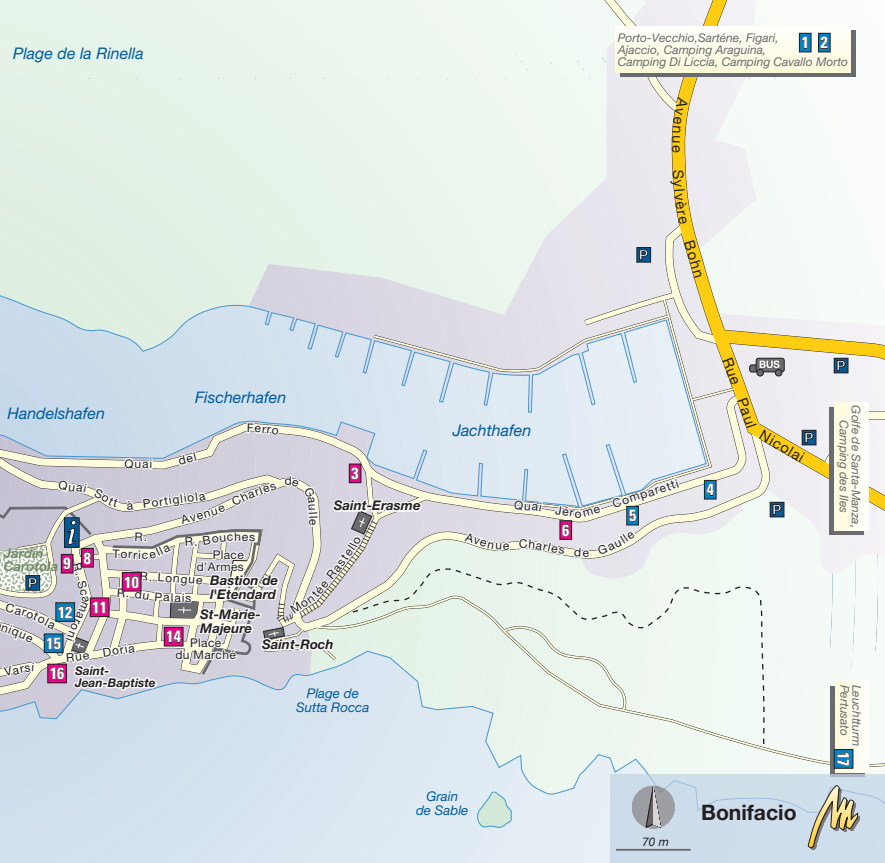 Plage de la Rinella
Porto-Vecchio,Sarténe, Figari,
Ajaccio, Camping Araguina,
Camping Di Liccia, Camping Cavallo Morto
1 2
Avenue Sylvère Bohn
P
BUS
P
Rue Paul Nicolai
P
Golfe de Santa-Manza,
Camping des Iles
P
Fischerhafen
Handelshafen
Jachthafen
Quai del Ferro
3
4
5
6
Quai Jérome Comparetti
Avenue Charles de Gaulle
Quai Sott à Portigliola
Avenue Charles de Gaulle
Saint-Erasme
Montée Rastello
i
R. Torricella
R. Bouches
Place
d'Armes
Jardin
Carotola
P
9
8
10
R. Longue
Bastion de
l'Etendard
R. du Palais
11
12
Carotola
St-Marie-
Majeure
14
Place
du Marché
15
Rue Doria
Saint-Roch
16
Varsi
Saint-
Jean-Baptiste
Plage de
Sutta Rocca
Grain
de Sable
Leuchtturm
Pertusato
17
70 m
Bonifacio